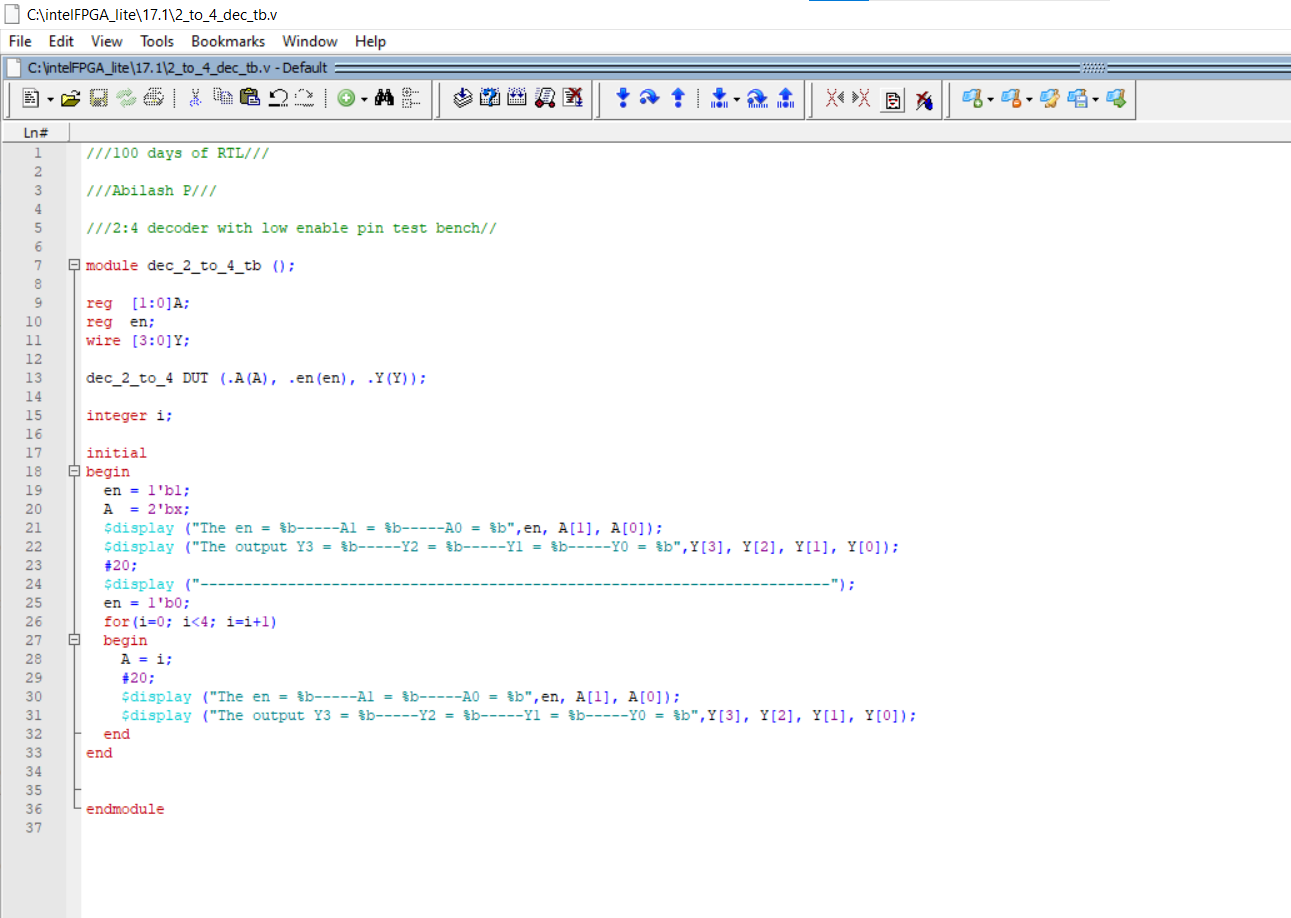 C:\intelFPGA_lite\17.1\2_to_4_dec_tb.v
File Edit View Tools Bookmarks Window Help
C:\intelFPGA_lite\17.1\2_to_4_dec_tb.v - Default
Ln#
1 ///100 days of RTL///
2
3 ///Abilash P///
4
5 ///2:4 decoder with low enable pin test bench//
6
7 module dec_2_to_4_tb ();
8
9 reg  [1:0]A;
10 reg  en;
11 wire [3:0]Y;
12
13 dec_2_to_4 DUT (.A(A), .en(en), .Y(Y));
14
15 integer i;
16
17 initial
18 begin
19   en = 1'b1;
20   A  = 2'bx;
21   $display ("The en = %b-----A1 = %b-----A0 = %b",en, A[1], A[0]);
22   $display ("The output Y3 = %b-----Y2 = %b-----Y1 = %b-----Y0 = %b",Y[3], Y[2], Y[1], Y[0]);
23   #20;
24   $display ("------------------------------------------------------------------------");
25   en = 1'b0;
26   for(i=0; i<4; i=i+1)
27   begin
28     A = i;
29     #20;
30     $display ("The en = %b-----A1 = %b-----A0 = %b",en, A[1], A[0]);
31     $display ("The output Y3 = %b-----Y2 = %b-----Y1 = %b-----Y0 = %b",Y[3], Y[2], Y[1], Y[0]);
32   end
33 end
34
35
36 endmodule
37